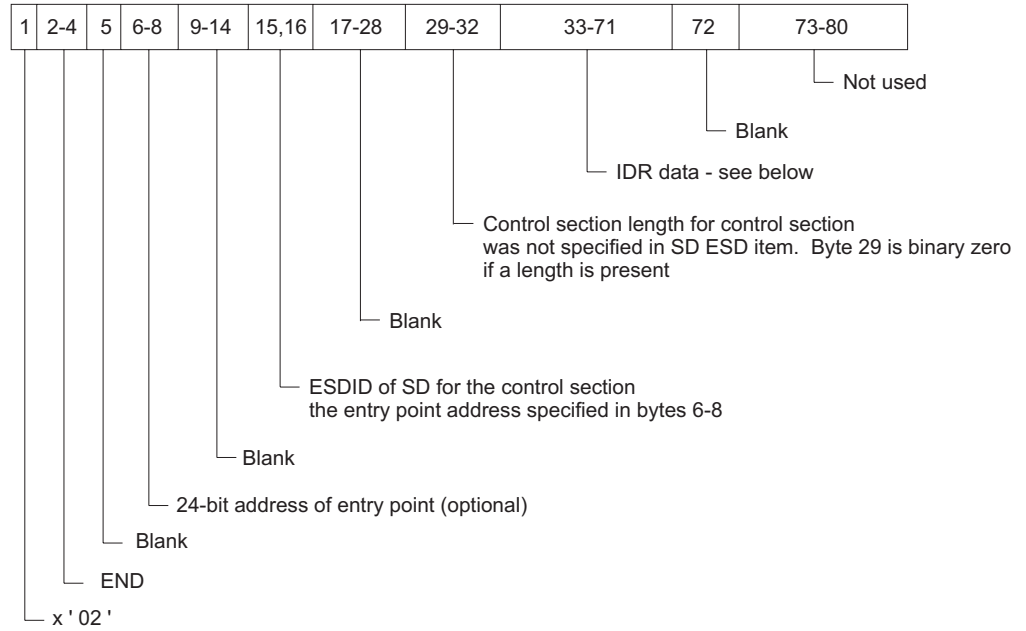 1 2-4 5 6-8 9-14 15,16 17-28 29-32 33-71 72 73-80
Not used
Blank
IDR data - see below
Control section length for control section
was not specified in SD ESD item. Byte 29 is binary zero
if a length is present
Blank
ESDID of SD for the control section
the entry point address specified in bytes 6-8
Blank
24-bit address of entry point (optional)
Blank
END
x ' 02 '